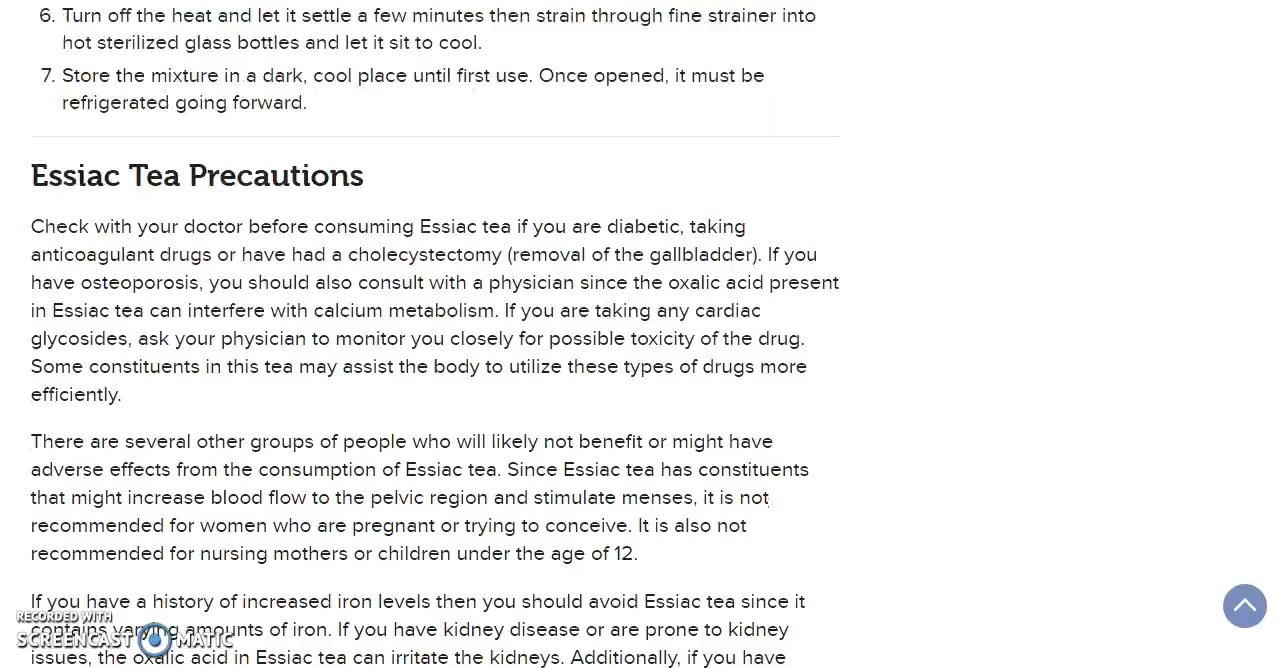 6. Turn off the heat and let it settle a few minutes then strain through fine strainer into
hot sterilized glass bottles and let it sit to cool.
7. Store the mixture in a dark, cool place until first use. Once opened, it must be
refrigerated going forward.
Essiac Tea Precautions
Check with your doctor before consuming Essiac tea if you are diabetic, taking
anticoagulant drugs or have had a cholecystectomy (removal of the gallbladder). If you
have osteoporosis, you should also consult with a physician since the oxalic acid present
in Essiac tea can interfere with calcium metabolism. If you are taking any cardiac
glycosides, ask your physician to monitor you closely for possible toxicity of the drug.
Some constituents in this tea may assist the body to utilize these types of drugs more
efficiently.
There are several other groups of people who will likely not benefit or might have
adverse effects from the consumption of Essiac tea. Since Essiac tea has constituents
that might increase blood flow to the pelvic region and stimulate menses, it is not
recommended for women who are pregnant or trying to conceive. It is also not
recommended for nursing mothers or children under the age of 12.
If you have a history of increased iron levels then you should avoid Essiac tea since it
contains varying amounts of iron. If you have kidney disease or are prone to kidney
issues, the oxalic acid in Essiac tea can irritate the kidneys. Additionally, if you have
RECORDED WITH
SCREENCAST MATIC